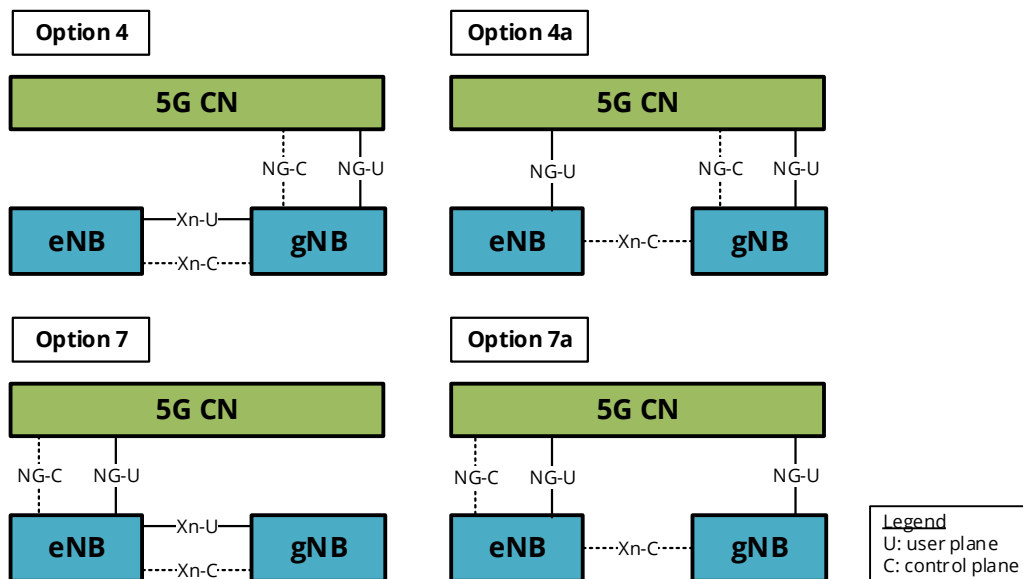 Option 4
Option 4a
5G CN
5G CN
NG-C
NG-U
NG-U
NG-C
NG-U
eNB
Xn-U
Xn-C
gNB
eNB
Xn-C
gNB
Option 7
Option 7a
5G CN
5G CN
NG-C
NG-U
NG-C
NG-U
NG-U
eNB
Xn-U
Xn-C
gNB
eNB
Xn-C
gNB
Legend
U: user plane
C: control plane